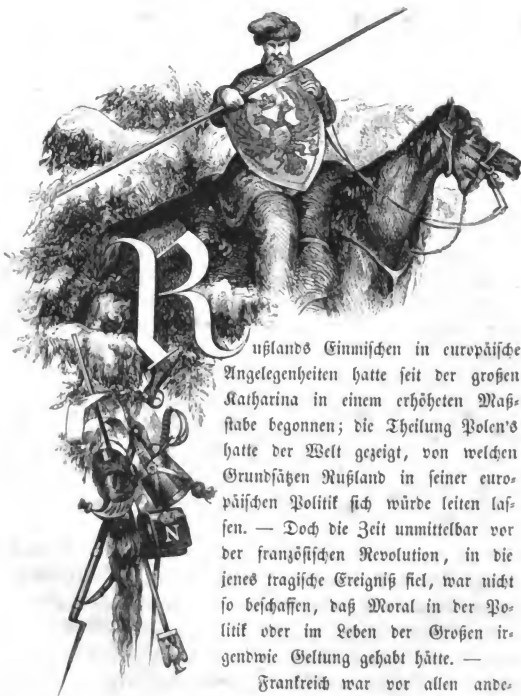 Rußlands Einmischen in europäische
Angelegenheiten hatte seit der großen
Katharina in einem erhöheten Maß-
stabe begonnen; die Theilung Polen's
hatte der Welt gezeigt, von welchen
Grundsätzen Rußland in seiner euro-
päischen Politik sich würde leiten las-
sen. — Doch die Zeit unmittelbar vor
der französischen Revolution, in die
jenes tragische Ereigniß fiel, war nicht
so beschaffen, daß Moral in der Po-
litik oder im Leben der Großen ir-
gendwie Geltung gehabt hätte. —
Frankreich war vor allen ande-
N